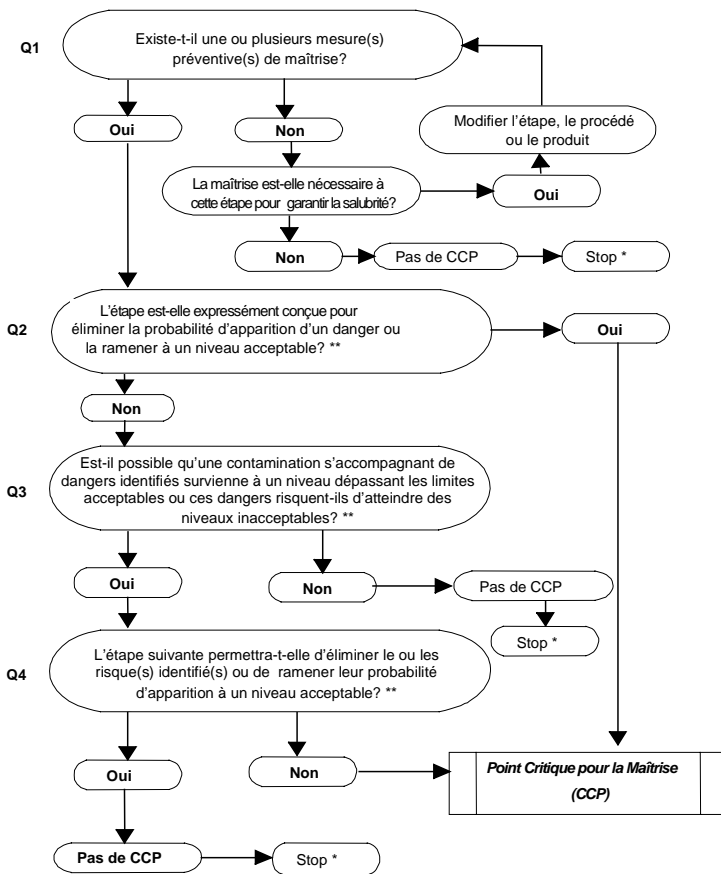 Q1
Existe-t-il une ou plusieurs mesure(s)
préventive(s) de maîtrise?
Oui
Non
Modifier l'étape, le procédé
ou le produit
La maîtrise est-elle nécessaire à
cette étape pour garantir la salubrité?
Oui
Non
Pas de CCP
Stop *
Q2
L'étape est-elle expressément conçue pour
éliminer la probabilité d'apparition d'un danger ou
la ramener à un niveau acceptable? **
Oui
Non
Q3
Est-il possible qu'une contamination s'accompagnant de
dangers identifiés survienne à un niveau dépassant les limites
acceptables ou ces dangers risquent-ils d'atteindre des
niveaux inacceptables? **
Oui
Non
Pas de CCP
Stop *
Q4
L'étape suivante permettra-t-elle d'éliminer le ou les
risque(s) identifié(s) ou de ramener leur probabilité
d'apparition à un niveau acceptable? **
Oui
Non
Point Critique pour la Maîtrise
(CCP)
Pas de CCP
Stop *